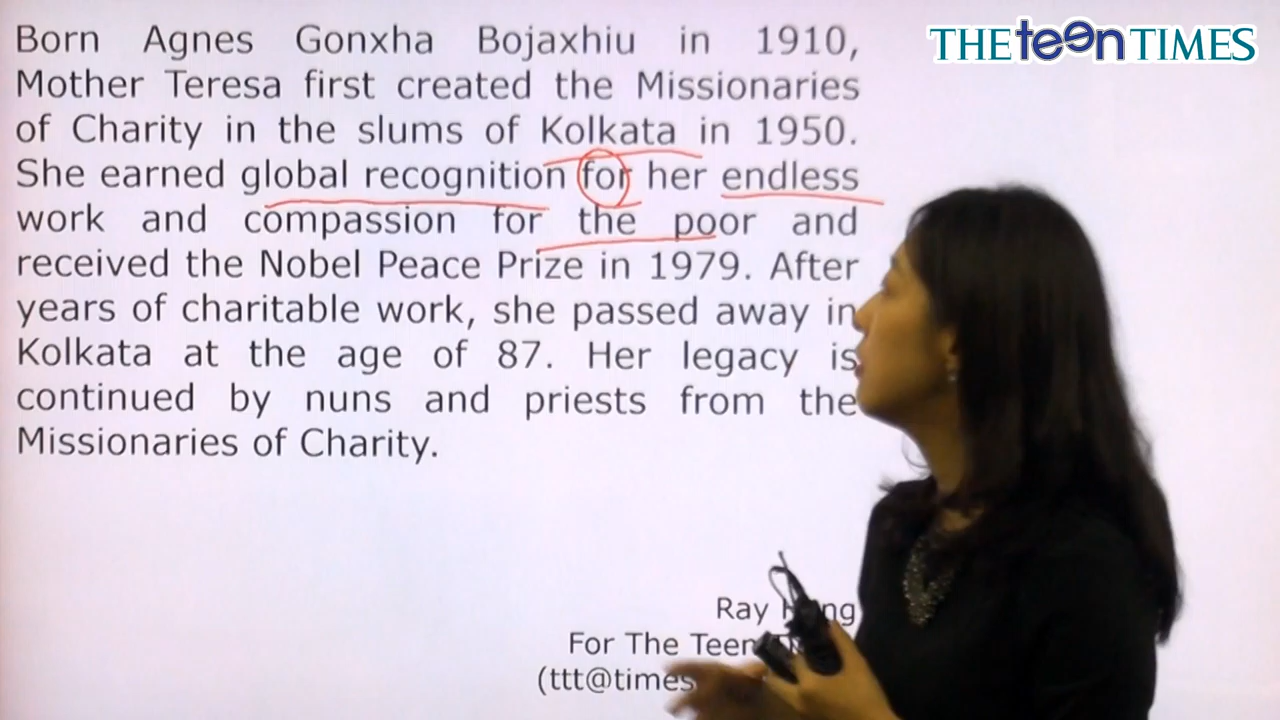 THE teen TIMES
Born Agnes Gonxha Bojaxhiu in 1910,
Mother Teresa first created the Missionaries
of Charity in the slums of Kolkata in 1950.
She earned global recognition for her endless
work and compassion for the poor and
received the Nobel Peace Prize in 1979. After
years of charitable work, she passed away in
Kolkata at the age of 87. Her legacy is
continued by nuns and priests from the
Missionaries of Charity.
Ray
For The Teen
(ttt@times